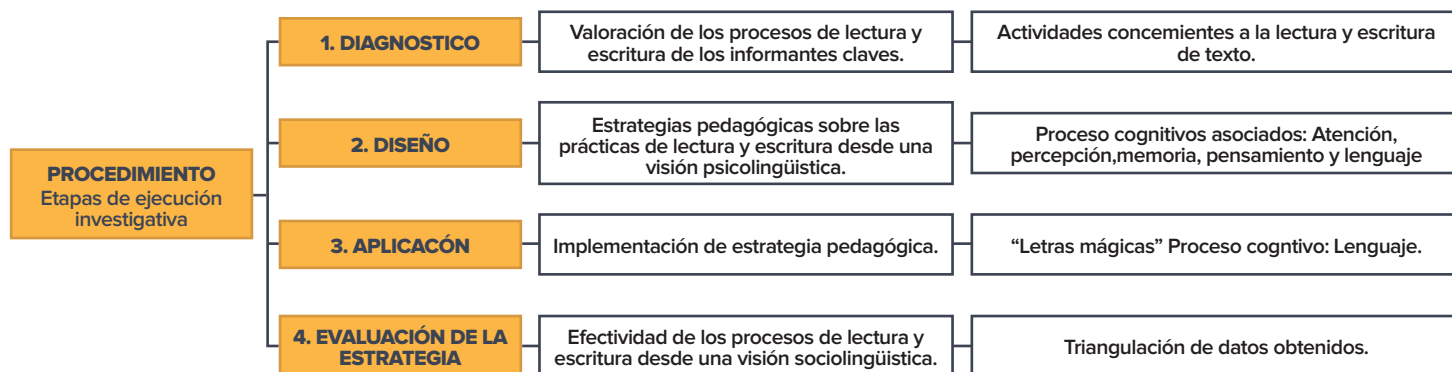 PROCEDIMIENTO
Etapas de ejecución
investigativa
1. DIAGNOSTICO
Valoración de los procesos de lectura y
escritura de los informantes claves.
Actividades concemientes a la lectura y escritura
de texto.
2. DISEÑO
Estrategias pedagógicas sobre las
prácticas de lectura y escritura desde una
visión psicolingüistica.
Proceso cognitivos asociados: Atención,
percepción,memoria, pensamiento y lenguaje
3. APLICACÓN
Implementación de estrategia pedagógica.
“Letras mágicas” Proceso cogntivo: Lenguaje.
4. EVALUACIÓN DE LA
ESTRATEGIA
Efectividad de los procesos de lectura y
escritura desde una visión sociolingüistica.
Triangulación de datos obtenidos.